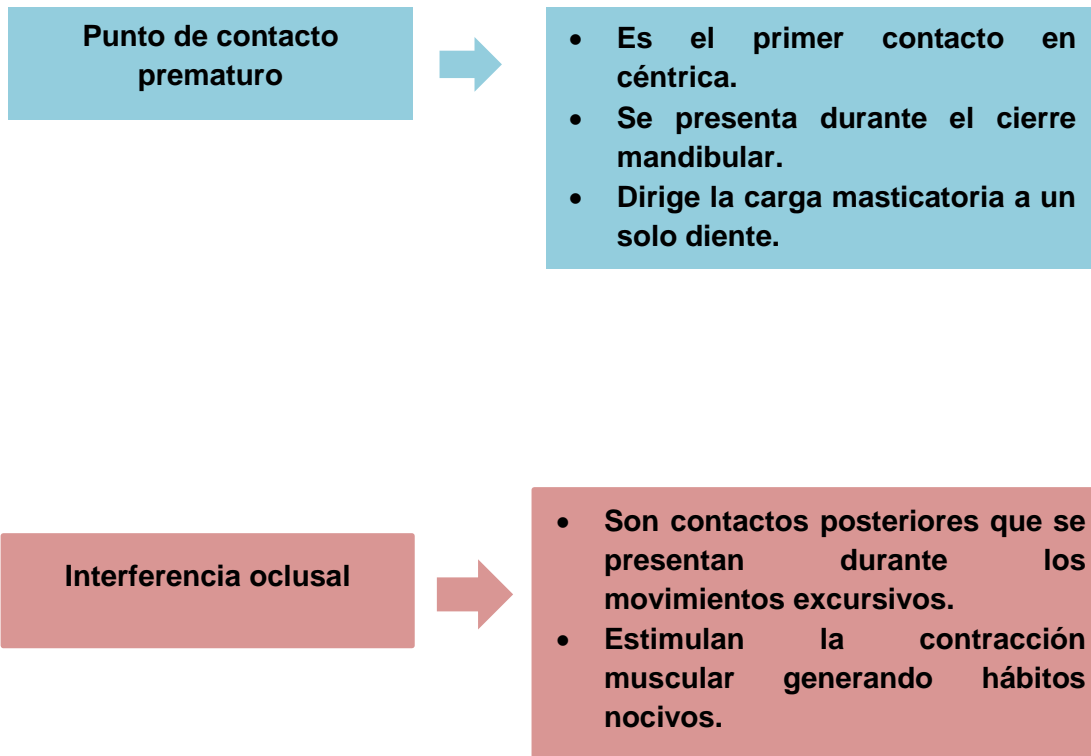 Punto de contacto
prematuro
• Es el primer contacto en
céntrica.
• Se presenta durante el cierre
mandibular.
• Dirige la carga masticatoria a un
solo diente.
Interferencia oclusal
• Son contactos posteriores que se
presentan durante los
movimientos excursivos.
• Estimulan la contracción
muscular generando hábitos
nocivos.